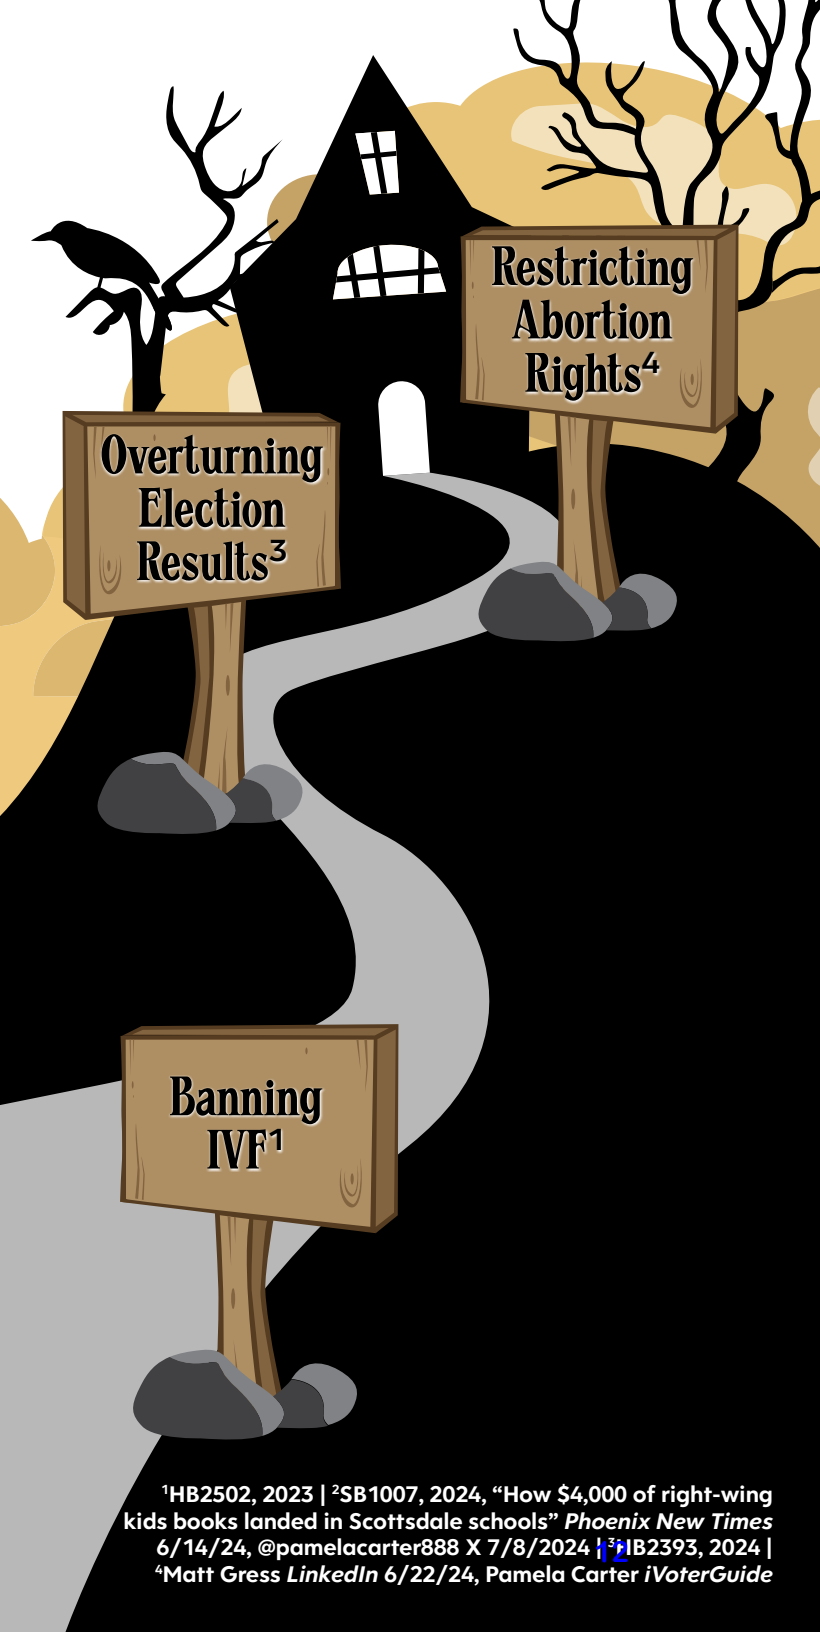 Restricting
Abortion
Rights⁴
Overturning
Election
Results³
Banning
IVF¹
¹HB2502, 2023 | ²SB1007, 2024, “How $4,000 of right-wing
kids books landed in Scottsdale schools” Phoenix New Times
6/14/24, @pamelacarter888 X 7/8/2024 | ³HB2393, 2024 |
12
⁴Matt Gress LinkedIn 6/22/24, Pamela Carter iVoterGuide